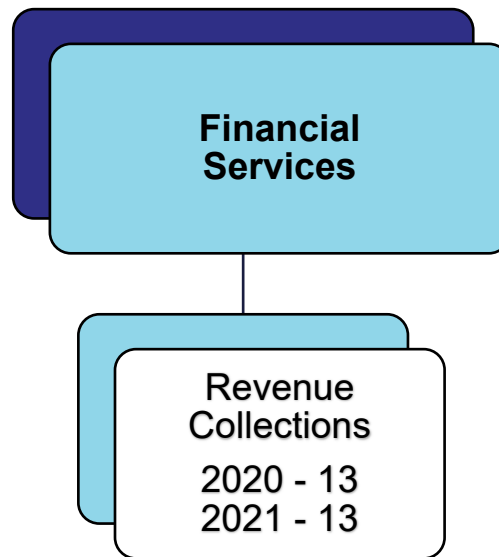 Financial
Services
Revenue
Collections
2020 - 13
2021 - 13